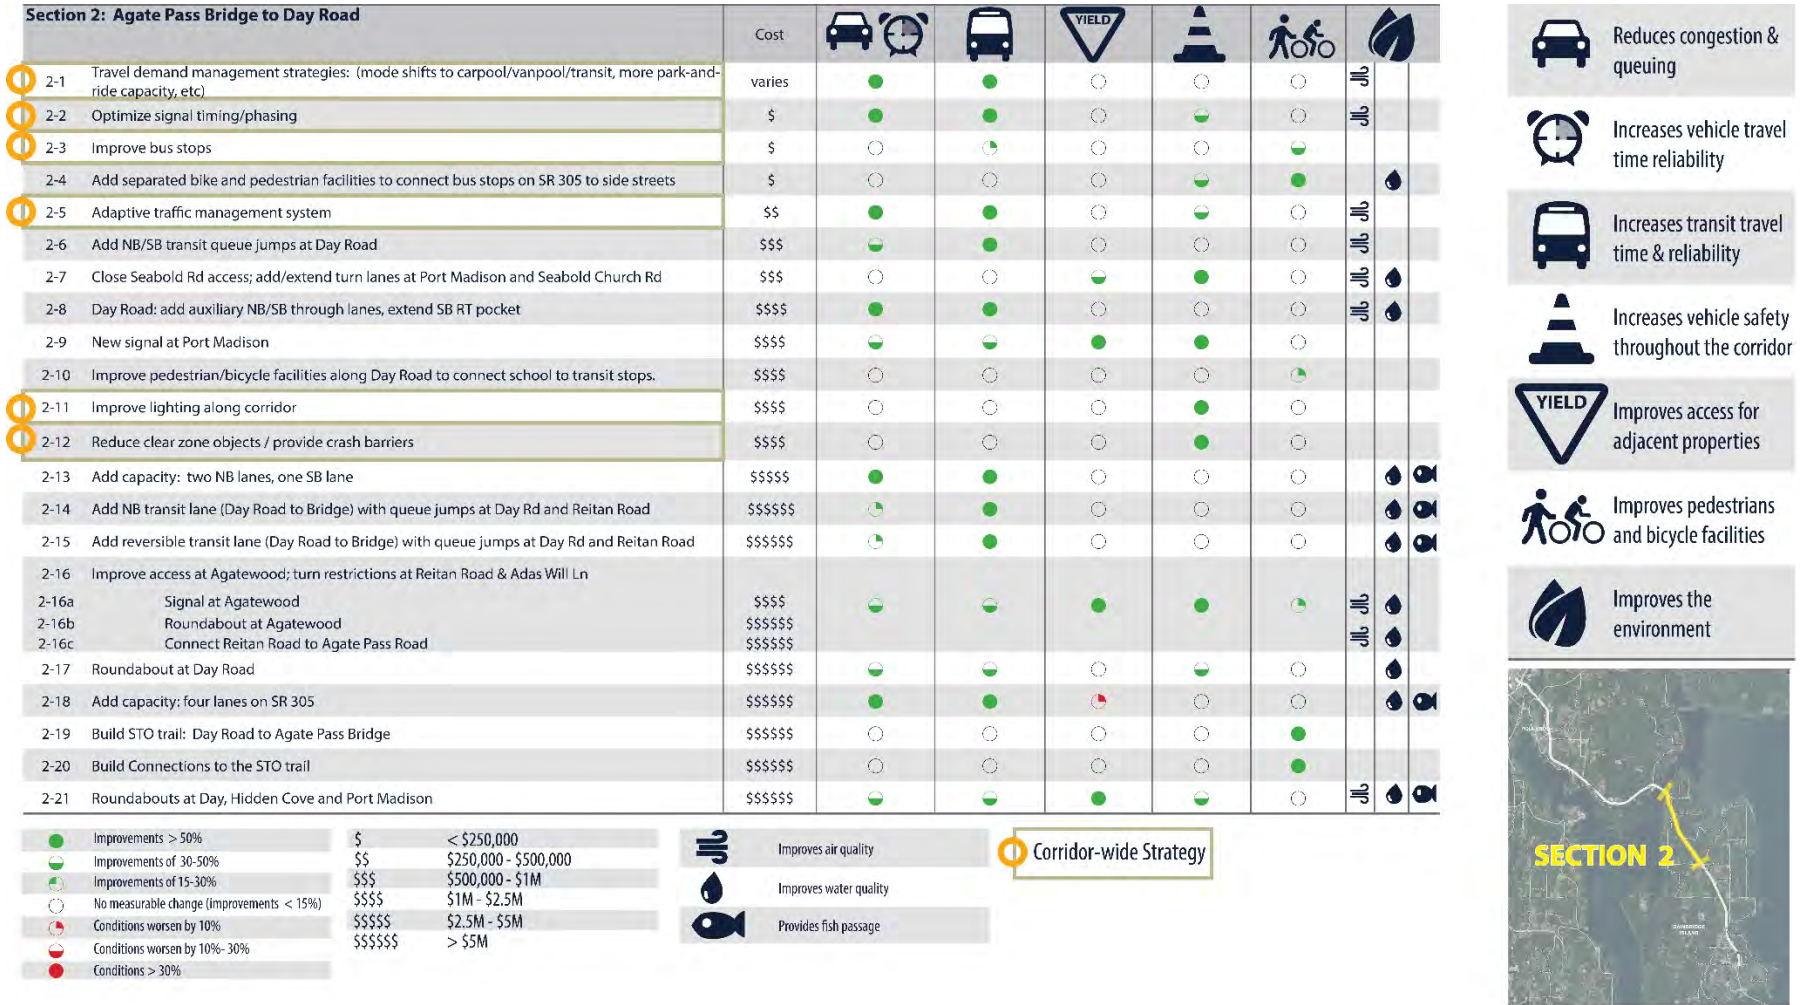 Section 2: Agate Pass Bridge to Day Road
Cost
YIELD
2-1 Travel demand management strategies: (mode shifts to carpool/vanpool/transit, more park-and-
ride capacity, etc) varies
2-2 Optimize signal timing/phasing $
2-3 Improve bus stops $
2-4 Add separated bike and pedestrian facilities to connect bus stops on SR 305 to side streets $
2-5 Adaptive traffic management system $$
2-6 Add NB/SB transit queue jumps at Day Road $$$
2-7 Close Seabold Rd access; add/extend turn lanes at Port Madison and Seabold Church Rd $$$
2-8 Day Road: add auxiliary NB/SB through lanes, extend SB RT pocket $$$$
2-9 New signal at Port Madison $$$$
2-10 Improve pedestrian/bicycle facilities along Day Road to connect school to transit stops. $$$$
2-11 Improve lighting along corridor $$$$
2-12 Reduce clear zone objects / provide crash barriers $$$$
2-13 Add capacity: two NB lanes, one SB lane $$$$$
2-14 Add NB transit lane (Day Road to Bridge) with queue jumps at Day Rd and Reitan Road $$$$$$
2-15 Add reversible transit lane (Day Road to Bridge) with queue jumps at Day Rd and Reitan Road $$$$$$
2-16 Improve access at Agatewood; turn restrictions at Reitan Road & Adas Will Ln
2-16a Signal at Agatewood $$$$
2-16b Roundabout at Agatewood $$$$$$
2-16c Connect Reitan Road to Agate Pass Road $$$$$$
2-17 Roundabout at Day Road $$$$$$
2-18 Add capacity: four lanes on SR 305 $$$$$$
2-19 Build STO trail: Day Road to Agate Pass Bridge $$$$$$
2-20 Build Connections to the STO trail $$$$$$
2-21 Roundabouts at Day, Hidden Cove and Port Madison $$$$$$
Improvements > 50%
Improvements of 30-50%
Improvements of 15-30%
No measurable change (improvements < 15%)
Conditions worsen by 10%
Conditions worsen by 10%- 30%
Conditions > 30%
$ < $250,000
$$ $250,000 - $500,000
$$$ $500,000 - $1M
$$$$ $1M - $2.5M
$$$$$ $2.5M - $5M
$$$$$$ > $5M
Improves air quality
Improves water quality
Provides fish passage
Corridor-wide Strategy
Reduces congestion &
queuing
Increases vehicle travel
time reliability
Increases transit travel
time & reliability
Increases vehicle safety
throughout the corridor
YIELD
Improves access for
adjacent properties
Improves pedestrians
and bicycle facilities
Improves the
environment
SECTION 2
BAINBRIDGE
ISLAND